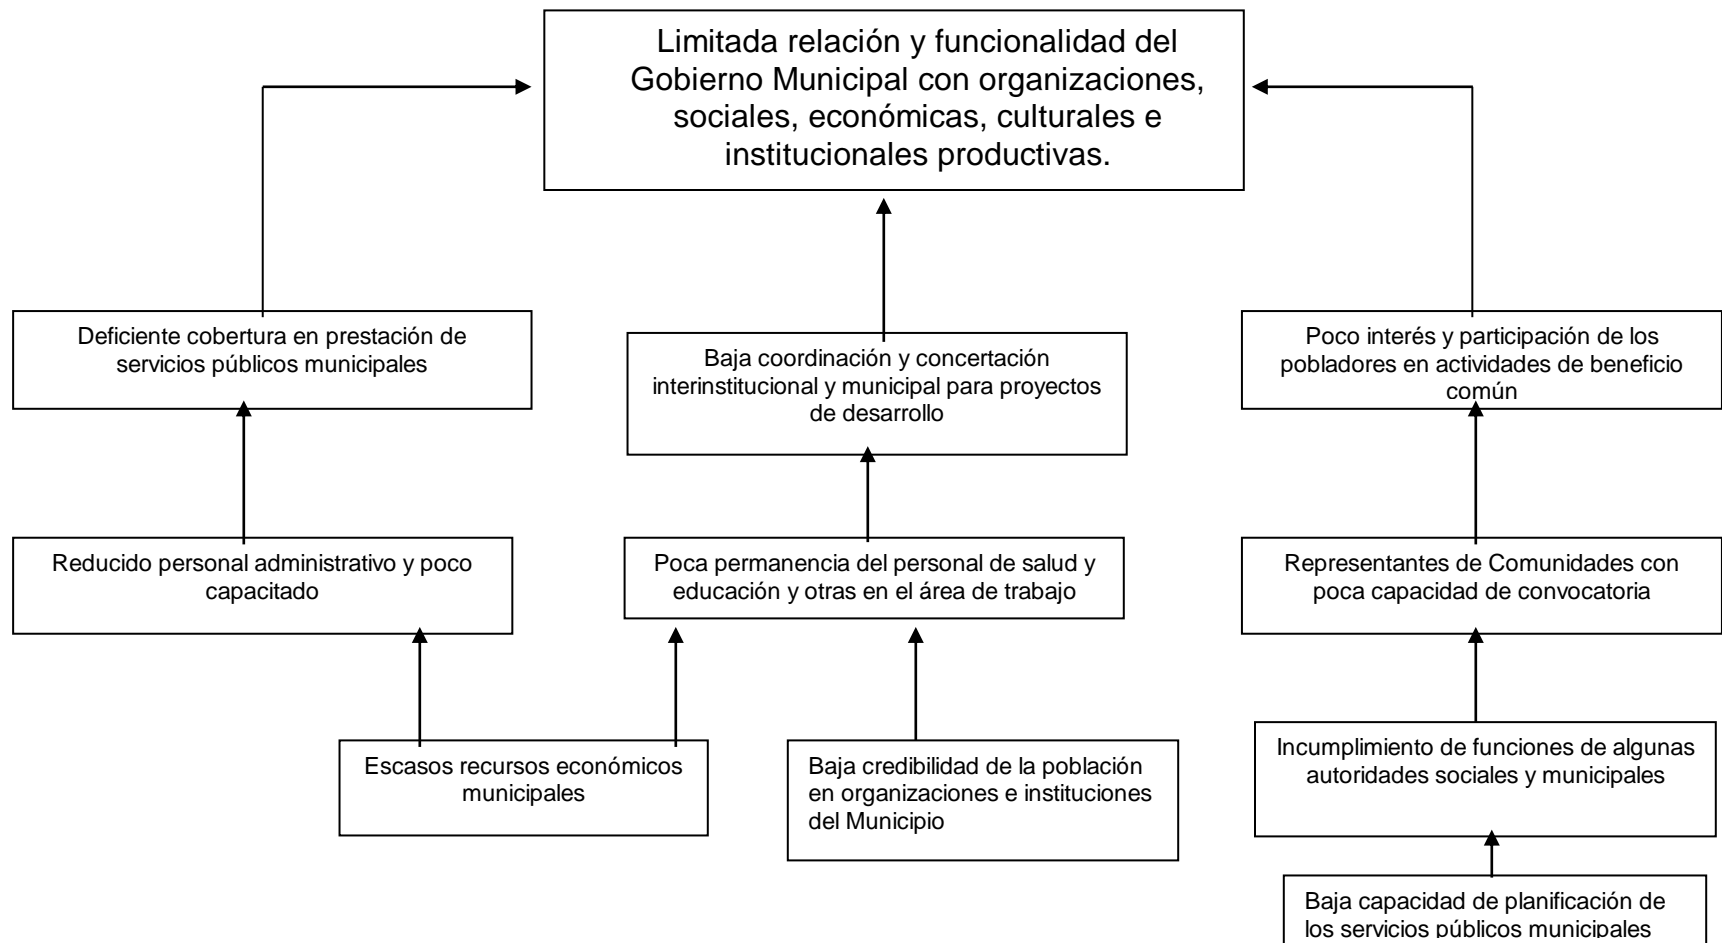 Limitada relación y funcionalidad del
Gobierno Municipal con organizaciones,
sociales, económicas, culturales e
institucionales productivas.
Deficiente cobertura en prestación de
servicios públicos municipales
Baja coordinación y concertación
interinstitucional y municipal para proyectos
de desarrollo
Poco interés y participación de los
pobladores en actividades de beneficio
común
Reducido personal administrativo y poco
capacitado
Poca permanencia del personal de salud y
educación y otras en el área de trabajo
Representantes de Comunidades con
poca capacidad de convocatoria
Escasos recursos económicos
municipales
Baja credibilidad de la población
en organizaciones e instituciones
del Municipio
Incumplimiento de funciones de algunas
autoridades sociales y municipales
Baja capacidad de planificación de
los servicios públicos municipales